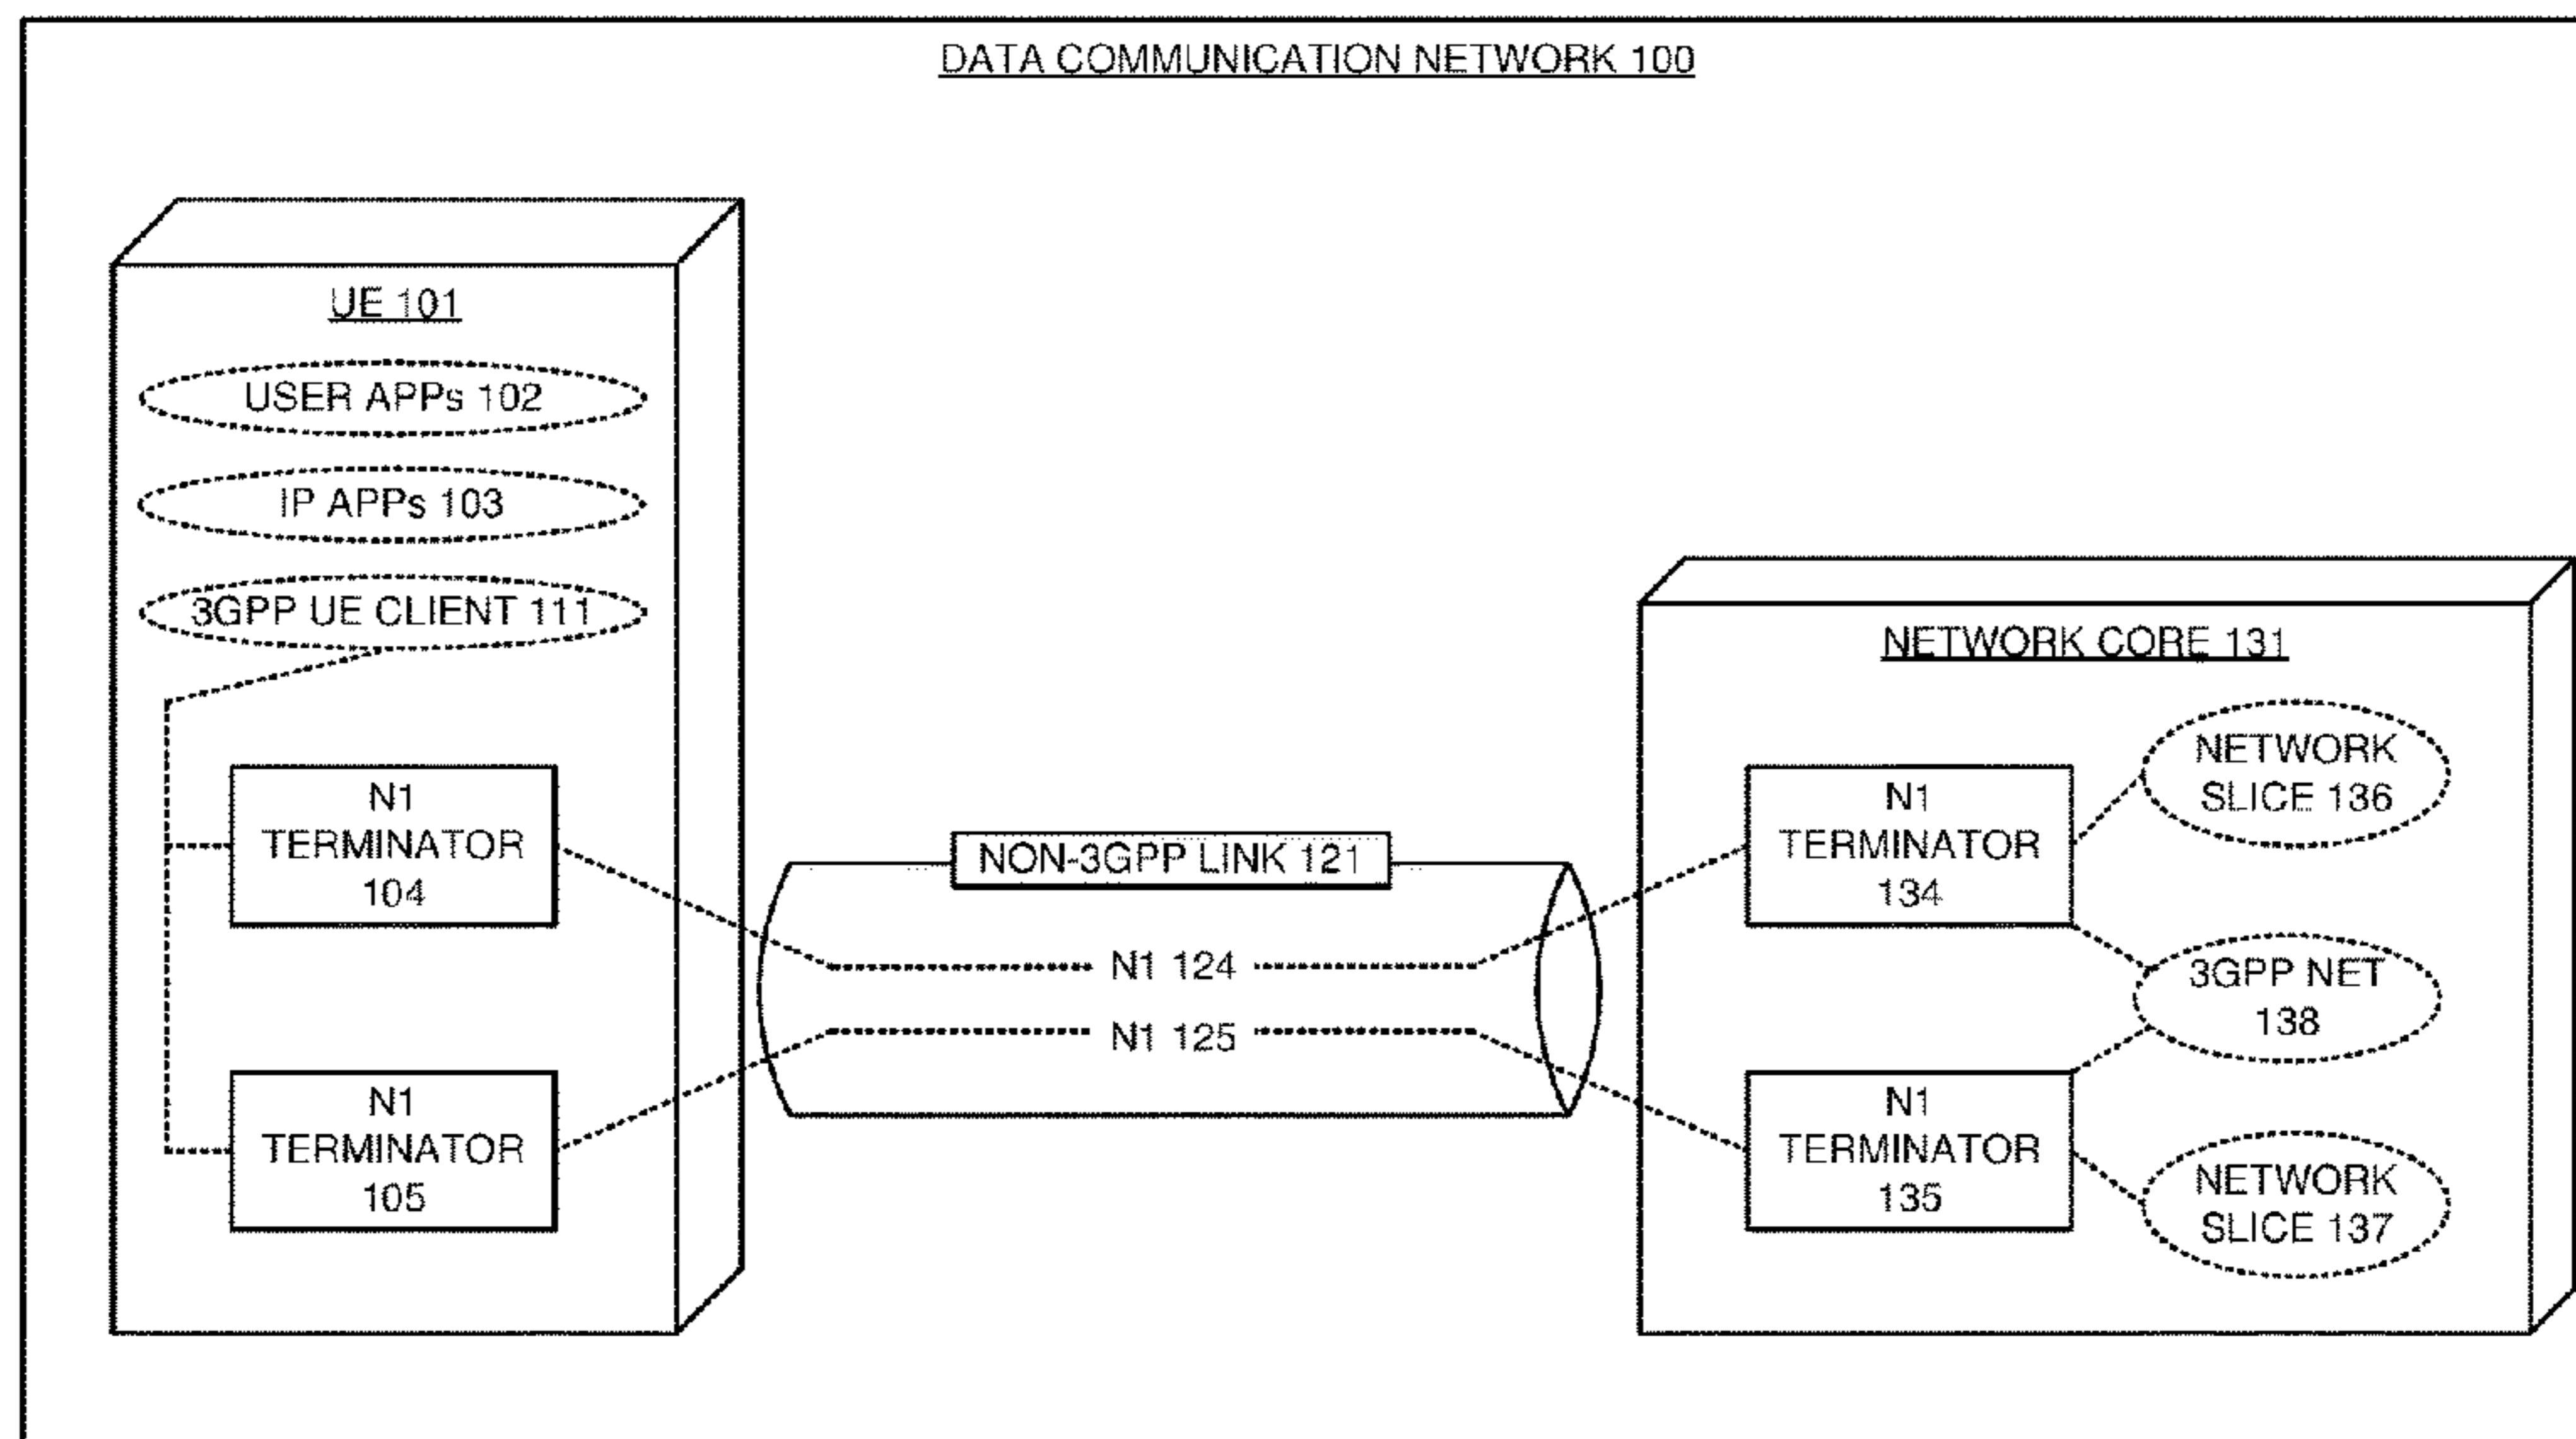 DATA COMMUNICATION NETWORK 100
UE 101
USER APPs 102
IP APPs 103
3GPP UE CLIENT 111
N1
TERMINATOR
104
N1
TERMINATOR
105
NON-3GPP LINK 121
N1 124
N1 125
NETWORK CORE 131
N1
TERMINATOR
134
NETWORK
SLICE 136
3GPP NET
138
N1
TERMINATOR
135
NETWORK
SLICE 137